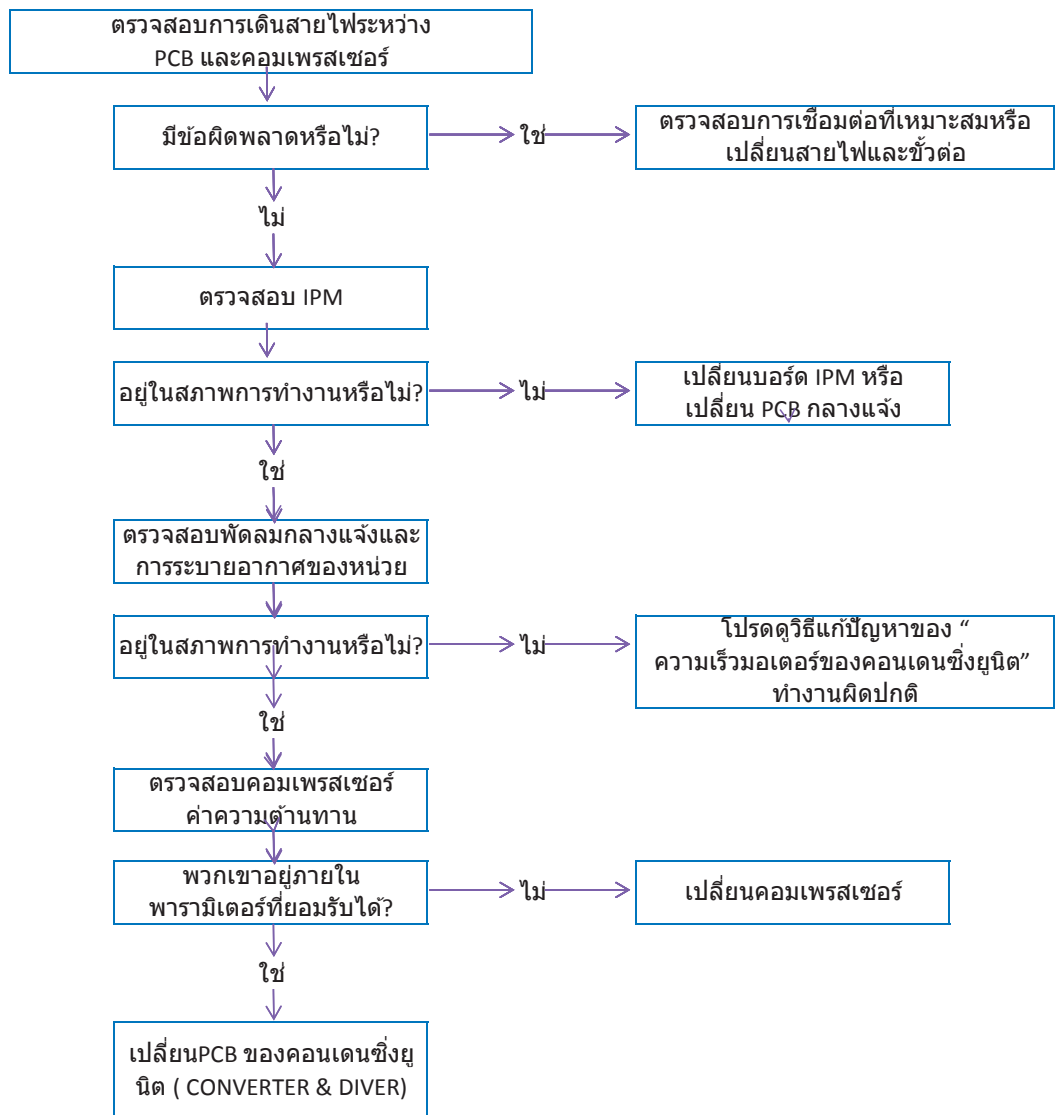 ตรวจสอบการเดินสายไฟระหว่าง
PCB และคอมเพรสเซอร์
มีข้อผิดพลาดหรือไม่?
ใช่
ตรวจสอบการเชื่อมต่อที่เหมาะสมหรือ
เปลี่ยนสายไฟและขั้วต่อ
ไม่
ตรวจสอบ IPM
อยู่ในสภาพการทำงานหรือไม่?
ไม่
เปลี่ยนบอร์ด IPM หรือ
เปลี่ยน PCB กลางแจ้ง
ใช่
ตรวจสอบพัดลมกลางแจ้งและ
การระบายอากาศของหน่วย
อยู่ในสภาพการทำงานหรือไม่?
ไม่
โปรดดูวิธีแก้ปัญหาของ “
ความเร็วมอเตอร์ของคอนเดนซิ่งยูนิต”
ทำงานผิดปกติ
ใช่
ตรวจสอบคอมเพรสเซอร์
ค่าความต้านทาน
พวกเขาอยู่ภายใน
พารามิเตอร์ที่ยอมรับได้?
ไม่
เปลี่ยนคอมเพรสเซอร์
ใช่
เปลี่ยนPCB ของคอนเดนซิ่งยู
นิต ( CONVERTER & DIVER)